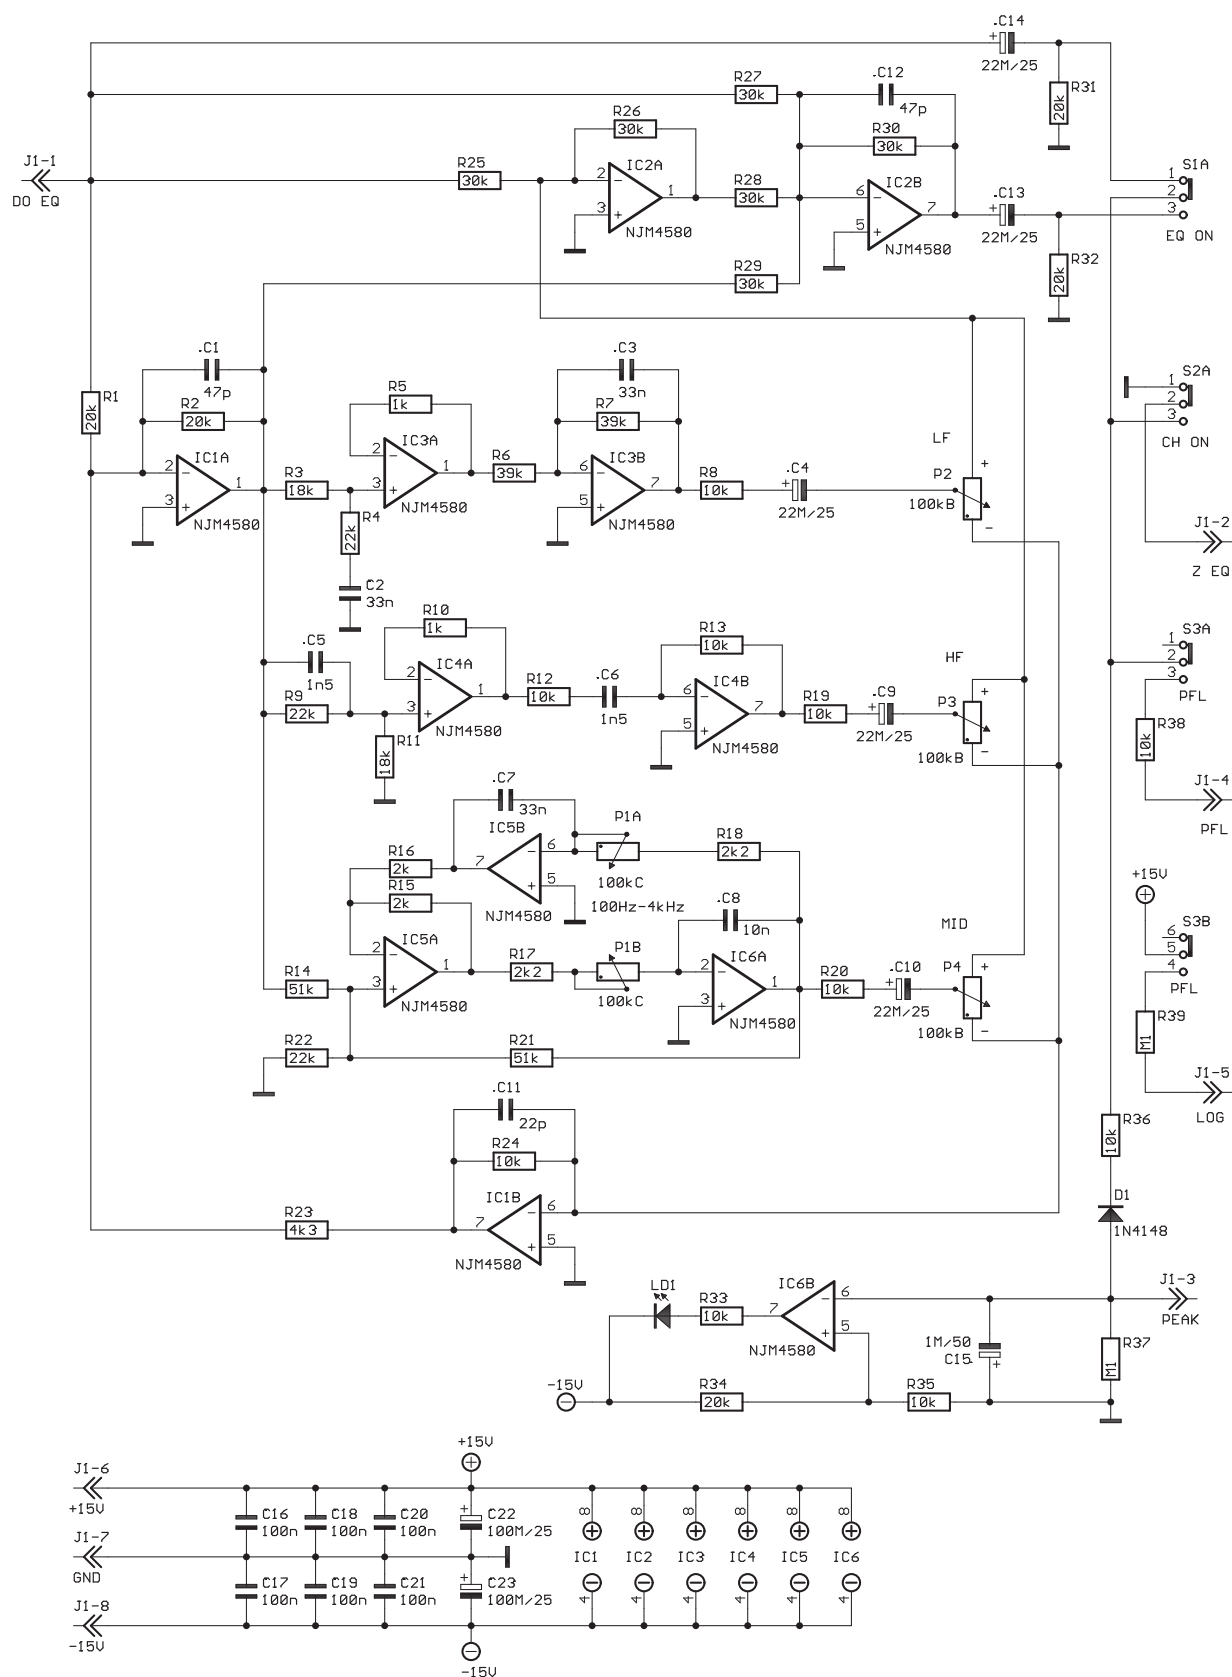 .C14
+
22M/25
R31
20k
R27
30k
.C12
47p
R26
30k
R30
30k
J1-1
DO EQ
R25
30k
IC2A
2
-
3
+
1
NJM4580
R28
30k
IC2B
6
-
5
+
7
NJM4580
.C13
+
22M/25
S1A
1
2
3
EQ ON
R32
20k
R29
30k
.C1
47p
R1
20k
R2
20k
IC1A
2
-
3
+
1
NJM4580
R3
18k
R4
22k
C2
33n
R5
1k
IC3A
2
-
3
+
1
NJM4580
R6
39k
.C3
33n
R7
39k
IC3B
6
-
5
+
7
NJM4580
R8
10k
.C4
+
22M/25
LF
P2
+
100kB
-
S2A
1
2
3
CH ON
J1-2
Z EQ
.C5
1n5
R9
22k
R10
1k
IC4A
2
-
3
+
1
NJM4580
R11
18k
R12
10k
.C6
1n5
R13
10k
IC4B
6
-
5
+
7
NJM4580
R19
10k
.C9
+
22M/25
HF
P3
+
100kB
-
S3A
1
2
3
PFL
R38
10k
J1-4
PFL
.C7
33n
IC5B
6
-
5
+
7
NJM4580
P1A
100kC
100Hz-4kHz
R18
2k2
R16
2k
R15
2k
IC5A
2
-
3
+
1
NJM4580
R14
51k
R17
2k2
P1B
100kC
.C8
10n
IC6A
2
-
3
+
1
NJM4580
R20
10k
.C10
+
22M/25
MID
P4
+
100kB
-
+15V
S3B
6
5
4
PFL
R39
M1
J1-5
LOG
R22
22k
R21
51k
.C11
22p
R24
10k
IC1B
6
-
5
+
7
NJM4580
R23
4k3
R36
10k
D1
1N4148
LD1
R33
10k
IC6B
6
-
5
+
7
NJM4580
J1-3
PEAK
1M/50
C15
+
R37
M1
-15V
R34
20k
R35
10k
+15V
J1-6
+15V
C16
100n
C18
100n
C20
100n
+
C22
100M/25
8
8
8
8
8
8
J1-7
GND
IC1
IC2
IC3
IC4
IC5
IC6
C17
100n
C19
100n
C21
100n
+
C23
100M/25
4
4
4
4
4
4
J1-8
-15V
-15V